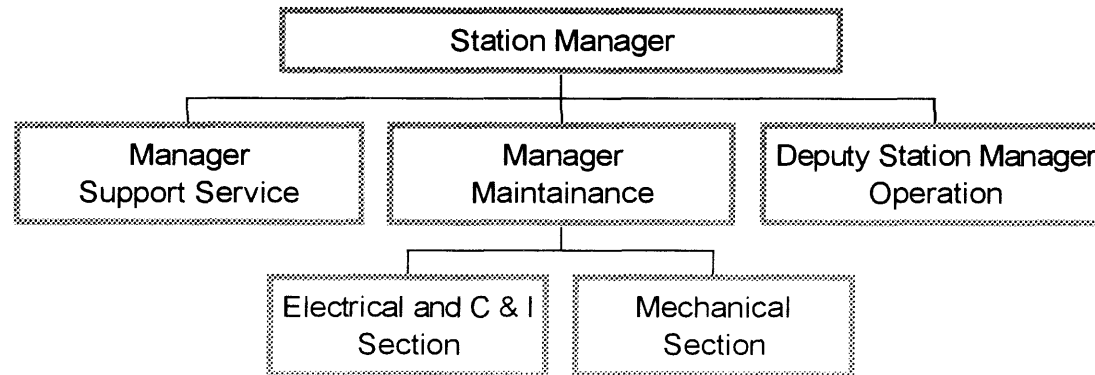 Station Manager
Manager
Support Service
Manager
Maintainance
Deputy Station Manager
Operation
Electrical and C & I
Section
Mechanical
Section